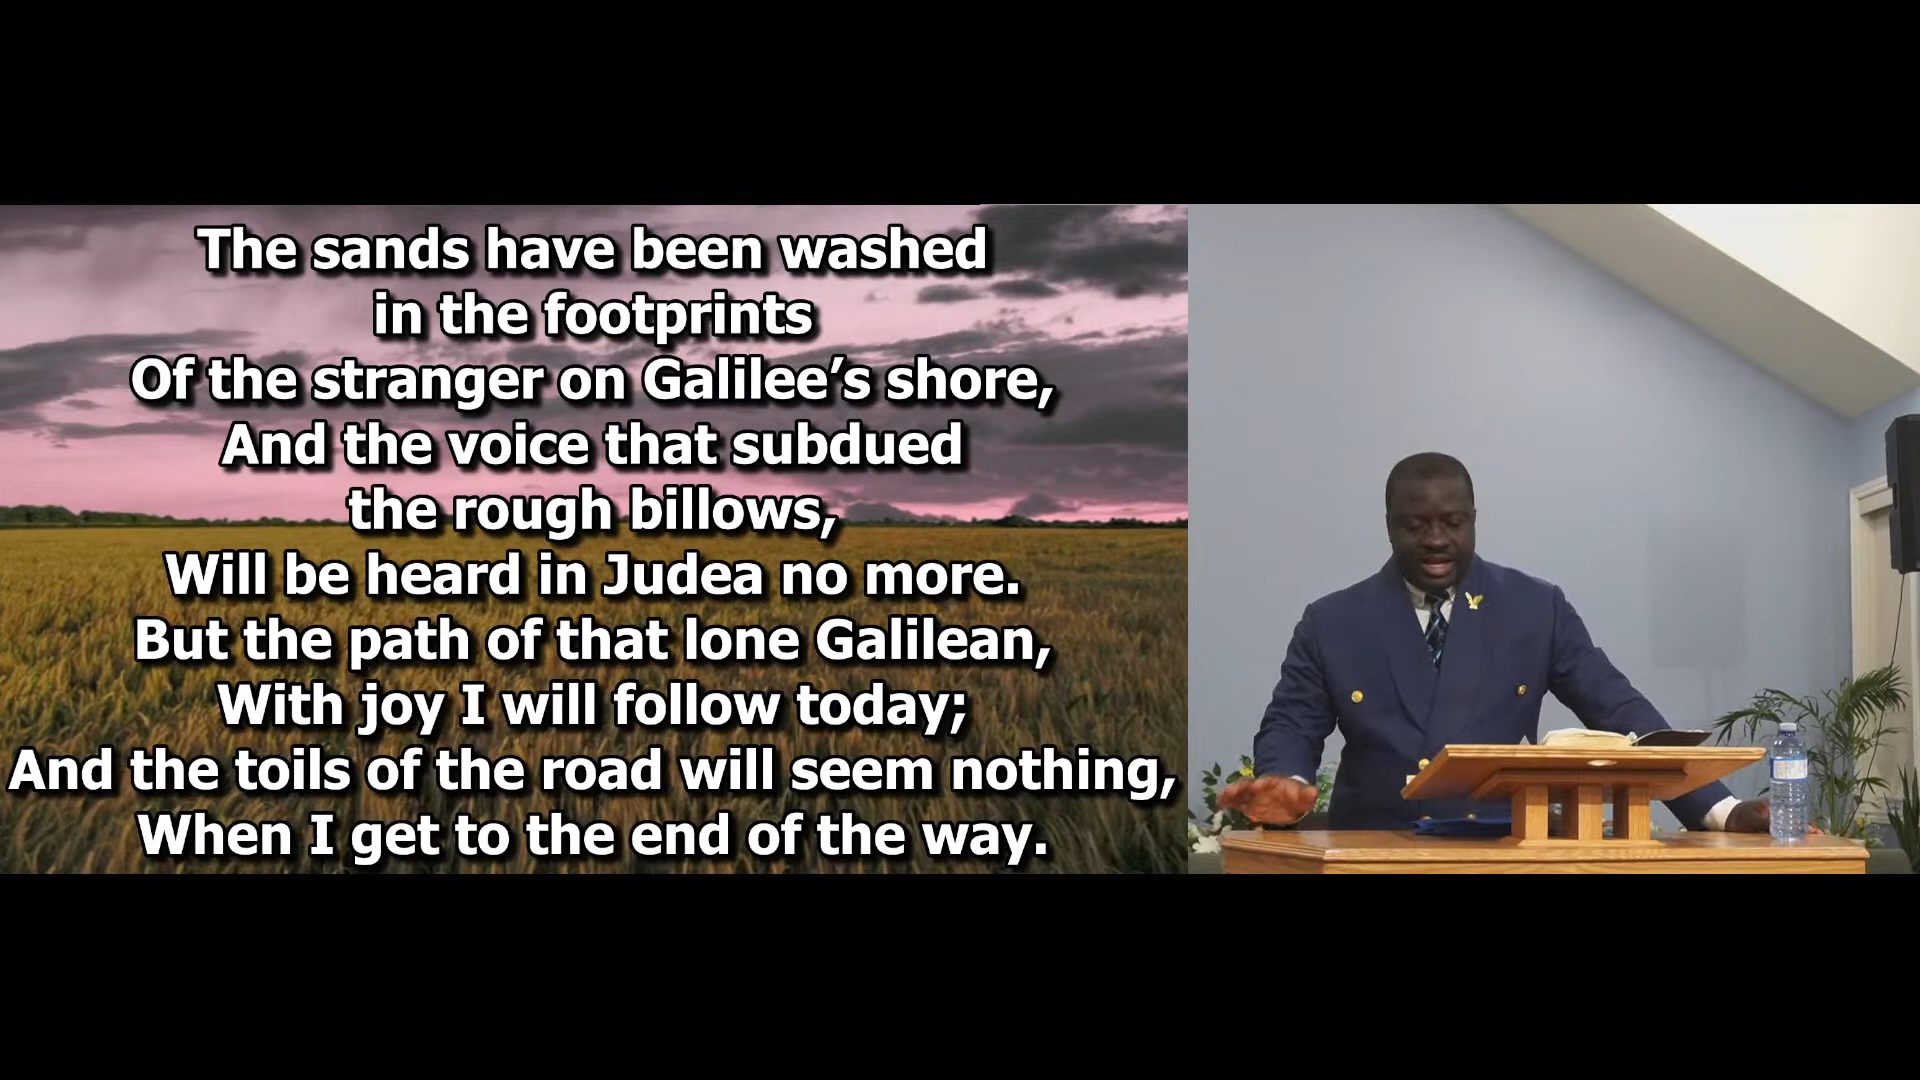 The sands have been washed
in the footprints
Of the stranger on Galilee’s shore,
And the voice that subdued
the rough billows,
Will be heard in Judea no more.
But the path of that lone Galilean,
With joy I will follow today;
And the toils of the road will seem nothing,
When I get to the end of the way.